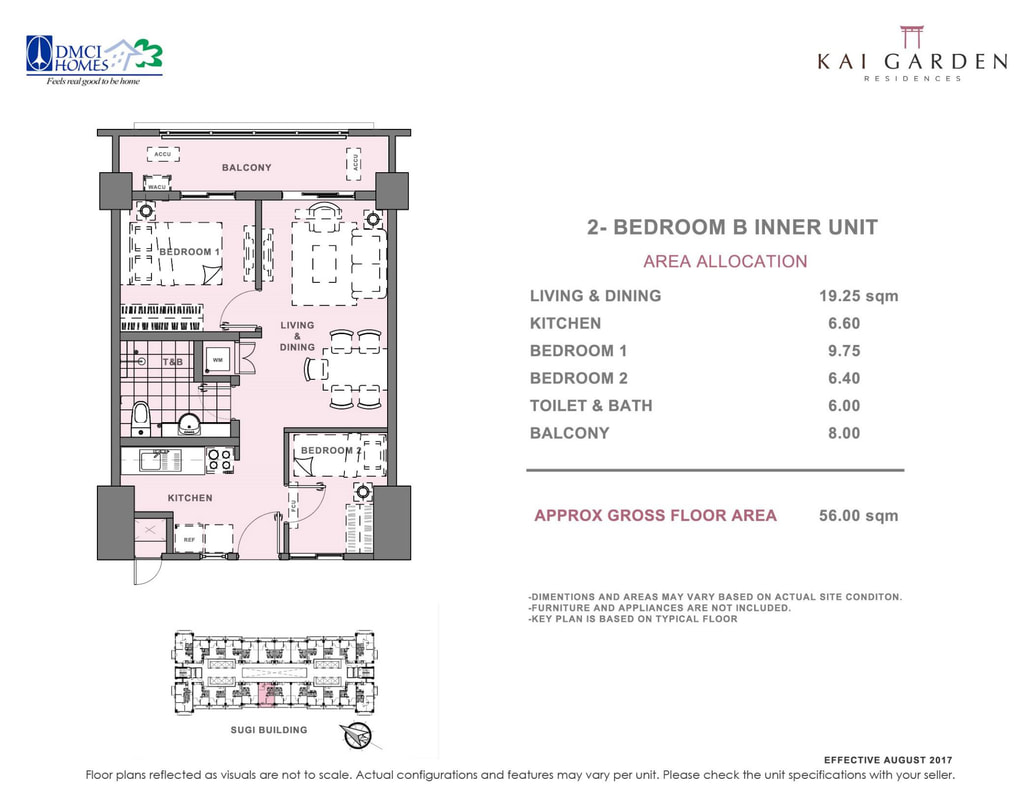 DMCI
HOMES
Feels real good to be home
KAI GARDEN
RESIDENCES
ACCU
BALCONY
ACCU
WACU
BEDROOM 1
LIVING
&
DINING
T&B
WM
BEDROOM 2
KITCHEN
FCU
REF
2- BEDROOM B INNER UNIT
AREA ALLOCATION
LIVING & DINING 19.25 sqm
KITCHEN 6.60
BEDROOM 1 9.75
BEDROOM 2 6.40
TOILET & BATH 6.00
BALCONY 8.00
APPROX GROSS FLOOR AREA 56.00 sqm
-DIMENTIONS AND AREAS MAY VARY BASED ON ACTUAL SITE CONDITON.
-FURNITURE AND APPLIANCES ARE NOT INCLUDED.
-KEY PLAN IS BASED ON TYPICAL FLOOR
SUGI BUILDING
EFFECTIVE AUGUST 2017
Floor plans reflected as visuals are not to scale. Actual configurations and features may vary per unit. Please check the unit specifications with your seller.